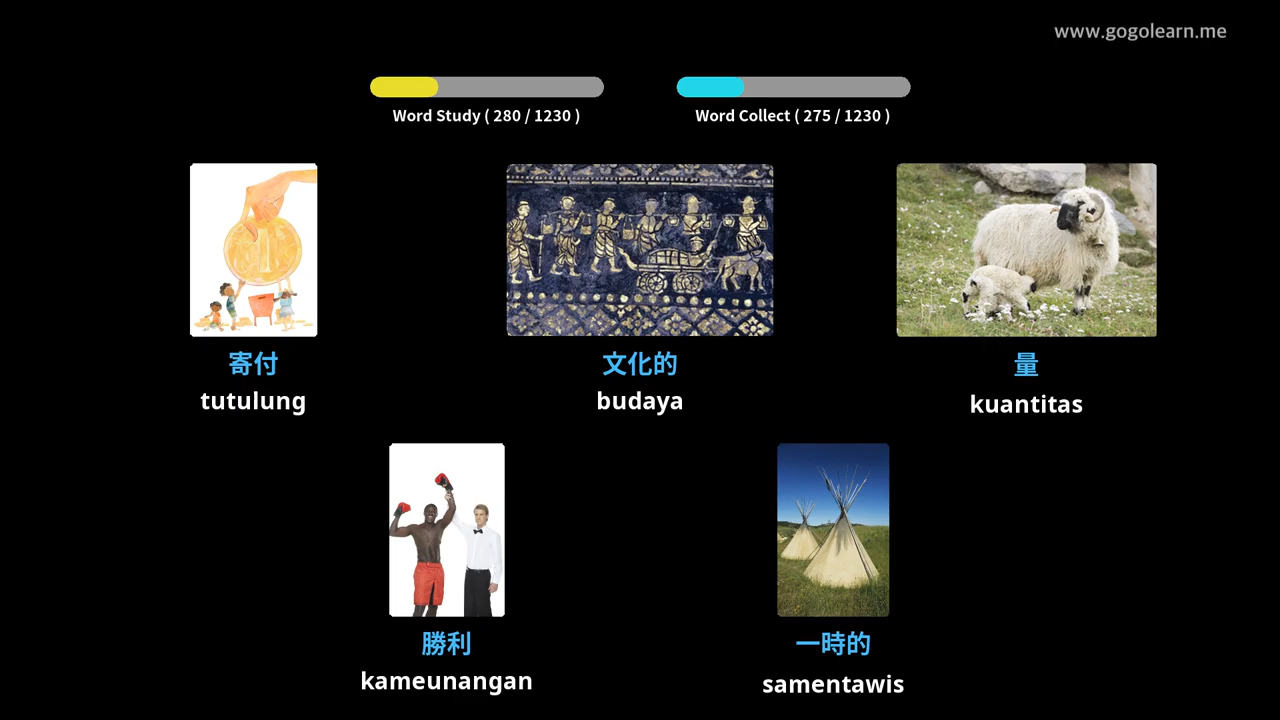 www.gogolearn.me
Word Study ( 280 / 1230 )
Word Collect ( 275 / 1230 )
寄付
tutulung
文化的
budaya
量
kuantitas
勝利
kameunangan
一時的
samentawis